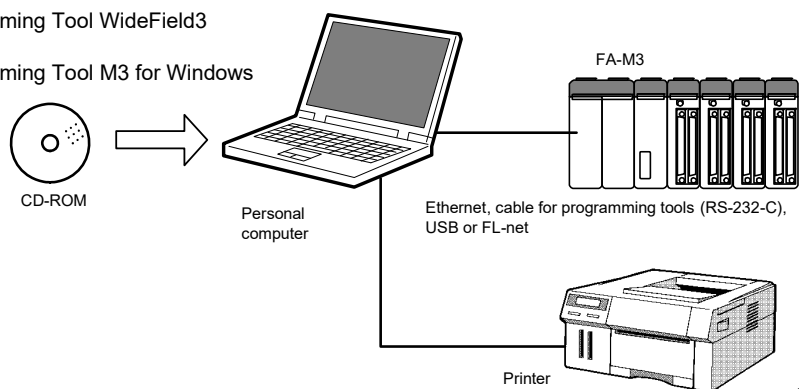 ming Tool WideField3
ming Tool M3 for Windows
FA-M3
CD-ROM
Personal
computer
Ethernet, cable for programming tools (RS-232-C),
USB or FL-net
Printer